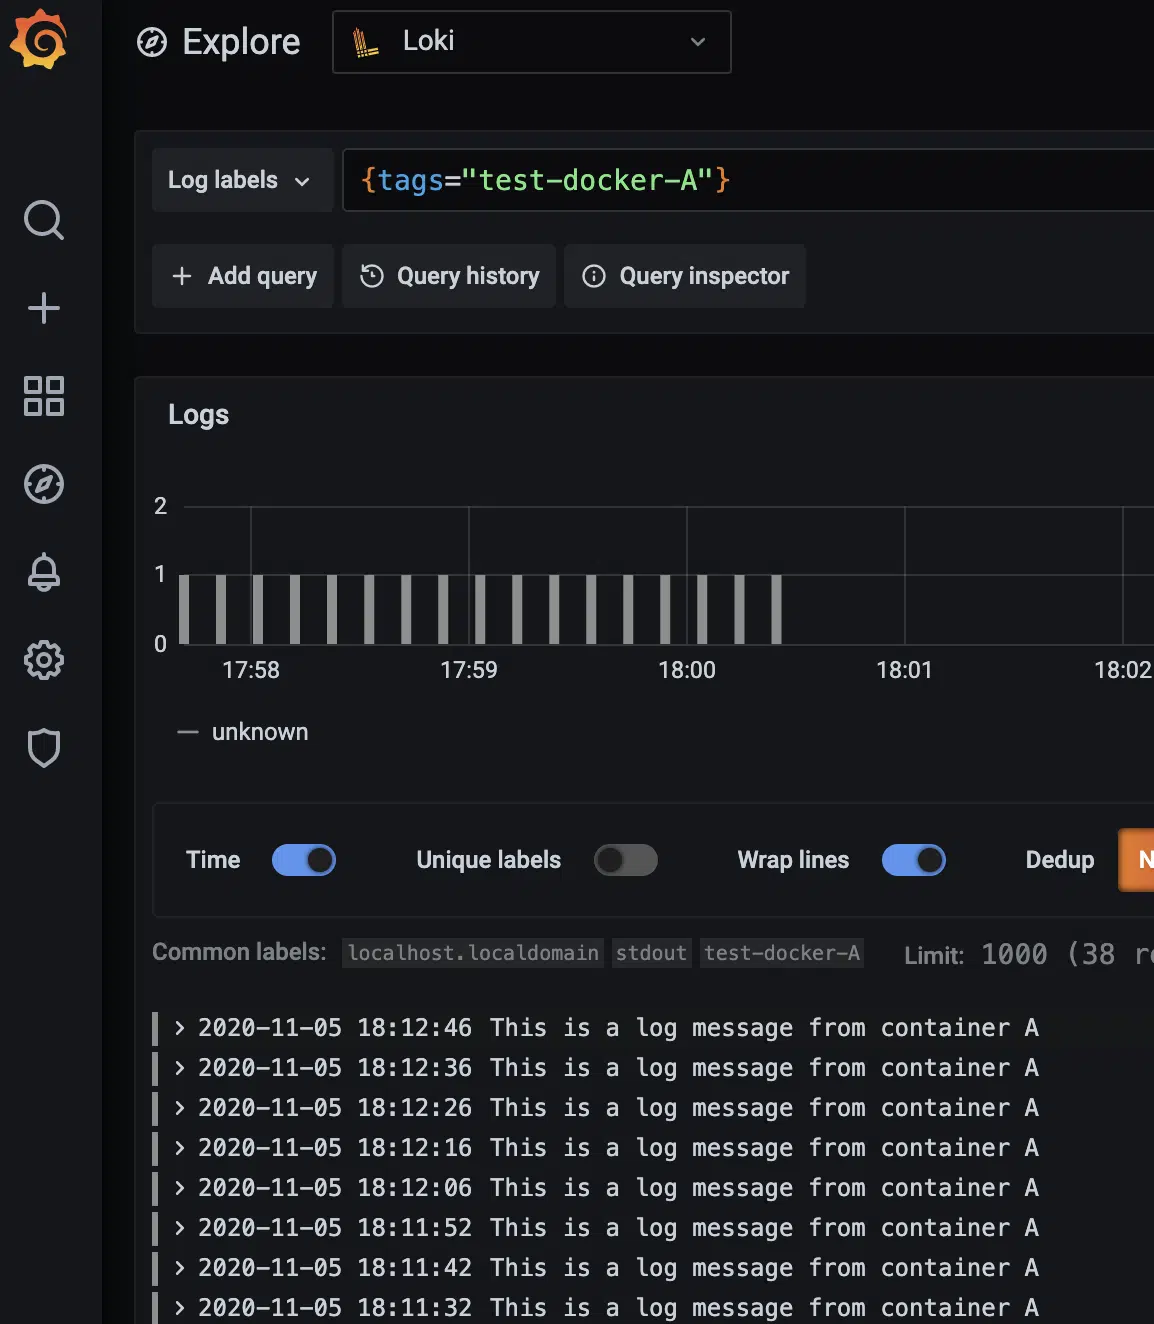 Explore
Loki
Log labels
{tags="test-docker-A"}
Add query
Query history
Query inspector
Logs
2
1
0
17:58
17:59
18:00
18:01
18:02
unknown
Time
Unique labels
Wrap lines
Dedup
N
Common labels: localhost.localdomain stdout test-docker-A Limit: 1000 (38 r
2020-11-05 18:12:46 This is a log message from container A
2020-11-05 18:12:36 This is a log message from container A
2020-11-05 18:12:26 This is a log message from container A
2020-11-05 18:12:16 This is a log message from container A
2020-11-05 18:12:06 This is a log message from container A
2020-11-05 18:11:52 This is a log message from container A
2020-11-05 18:11:42 This is a log message from container A
2020-11-05 18:11:32 This is a log message from container A